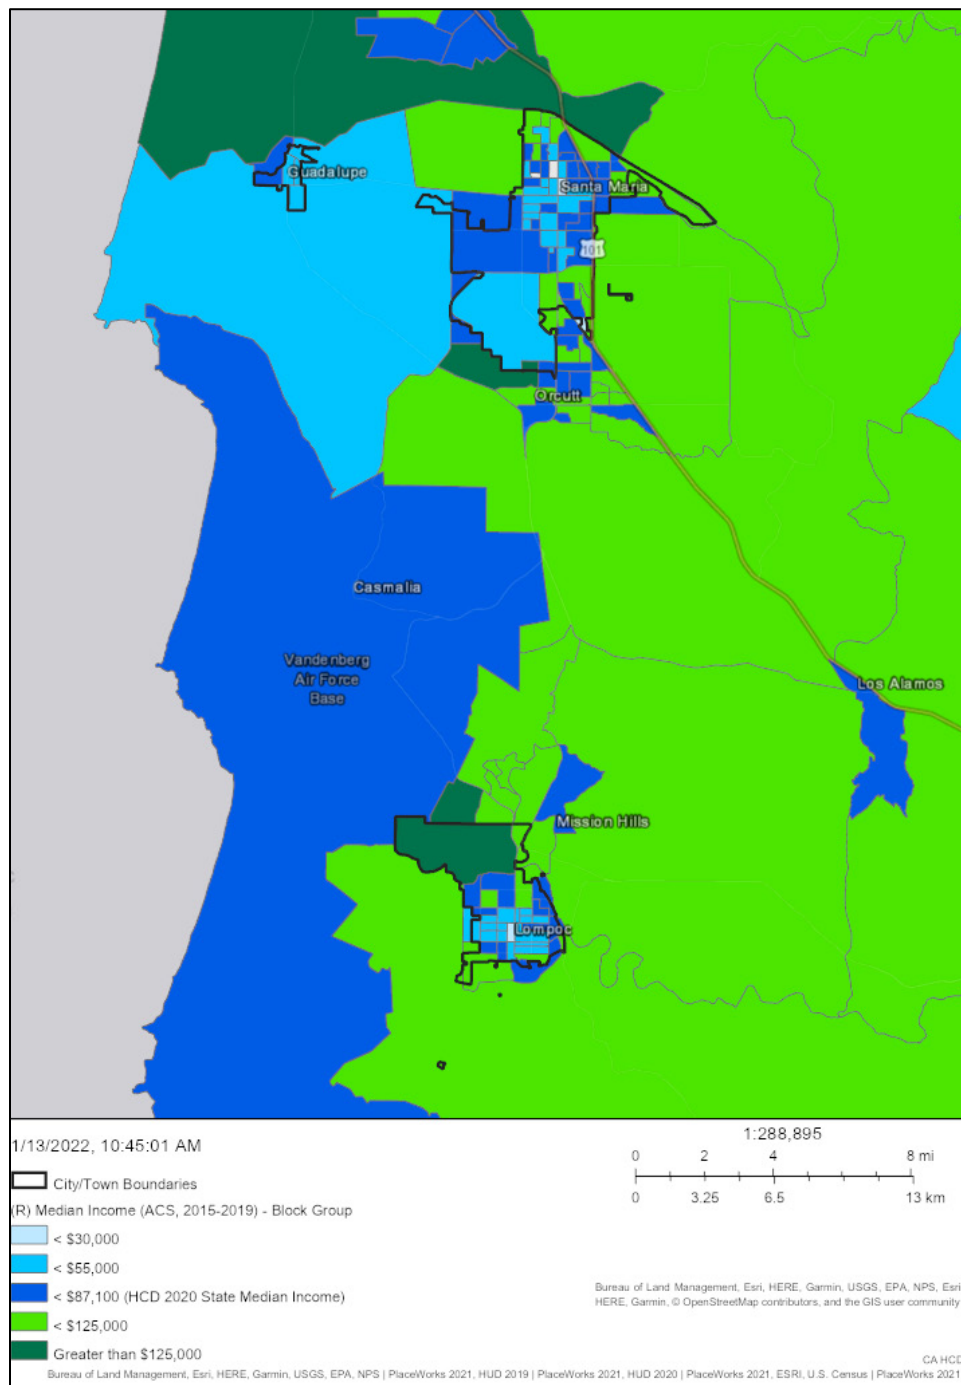 Guadalupe
Santa Maria
101
Orcutt
Casmalia
Vandenberg
Air Force
Base
Los Alamos
Mission Hills
Lompoc
1/13/2022, 10:45:01 AM
1:288,895
0 2 4 8 mi
0 3.25 6.5 13 km
City/Town Boundaries
(R) Median Income (ACS, 2015-2019) - Block Group
< $30,000
< $55,000
< $87,100 (HCD 2020 State Median Income)
< $125,000
Greater than $125,000
Bureau of Land Management, Esri, HERE, Garmin, USGS, EPA, NPS, Esri
HERE, Garmin, © OpenStreetMap contributors, and the GIS user community
CA HCD
Bureau of Land Management, Esri, HERE, Garmin, USGS, EPA, NPS | PlaceWorks 2021, HUD 2019 | PlaceWorks 2021, HUD 2020 | PlaceWorks 2021, ESRI, U.S. Census | PlaceWorks 2021